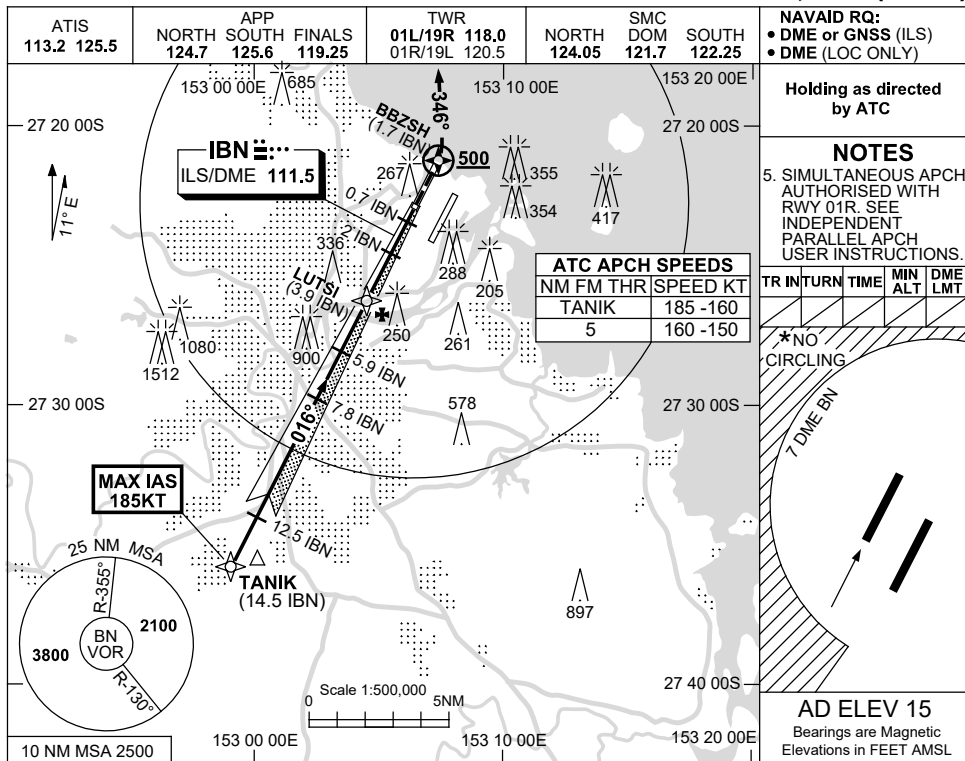 ATIS
113.2 125.5
APP
NORTH SOUTH FINALS
124.7 125.6 119.25
TWR
01L/19R 118.0
01R/19L 120.5
SMC
NORTH DOM SOUTH
124.05 121.7 122.25
NAVAID RQ:
• DME or GNSS (ILS)
• DME (LOC ONLY)
Holding as directed
by ATC
NOTES
5. SIMULTANEOUS APCH
AUTHORISED WITH
RWY 01R. SEE
INDEPENDENT
PARALLEL APCH
USER INSTRUCTIONS.
TR IN TURN TIME MIN ALT DME LMT
*NO
CIRCLING
7 DME BN
AD ELEV 15
Bearings are Magnetic
Elevations in FEET AMSL
153 00 00E
153 10 00E
153 20 00E
27 20 00S
27 20 00S
685
346°
BBZSH
(1.7 IBN)
500
IBN
ILS/DME 111.5
267
355
354
417
11° E
0.7 IBN
2 IBN
336
288
205
LUTSI
(3.9 IBN)
250
261
ATC APCH SPEEDS
NM FM THR SPEED KT
TANIK 185 -160
5 160 -150
1080
1512
900
5.9 IBN
7.8 IBN
016°
578
27 30 00S
27 30 00S
MAX IAS
185KT
12.5 IBN
TANIK
(14.5 IBN)
897
25 NM MSA
R-355°
BN
VOR
2100
3800
R-130°
10 NM MSA 2500
Scale 1:500,000
0 5NM
27 40 00S
153 00 00E
153 10 00E
153 20 00E